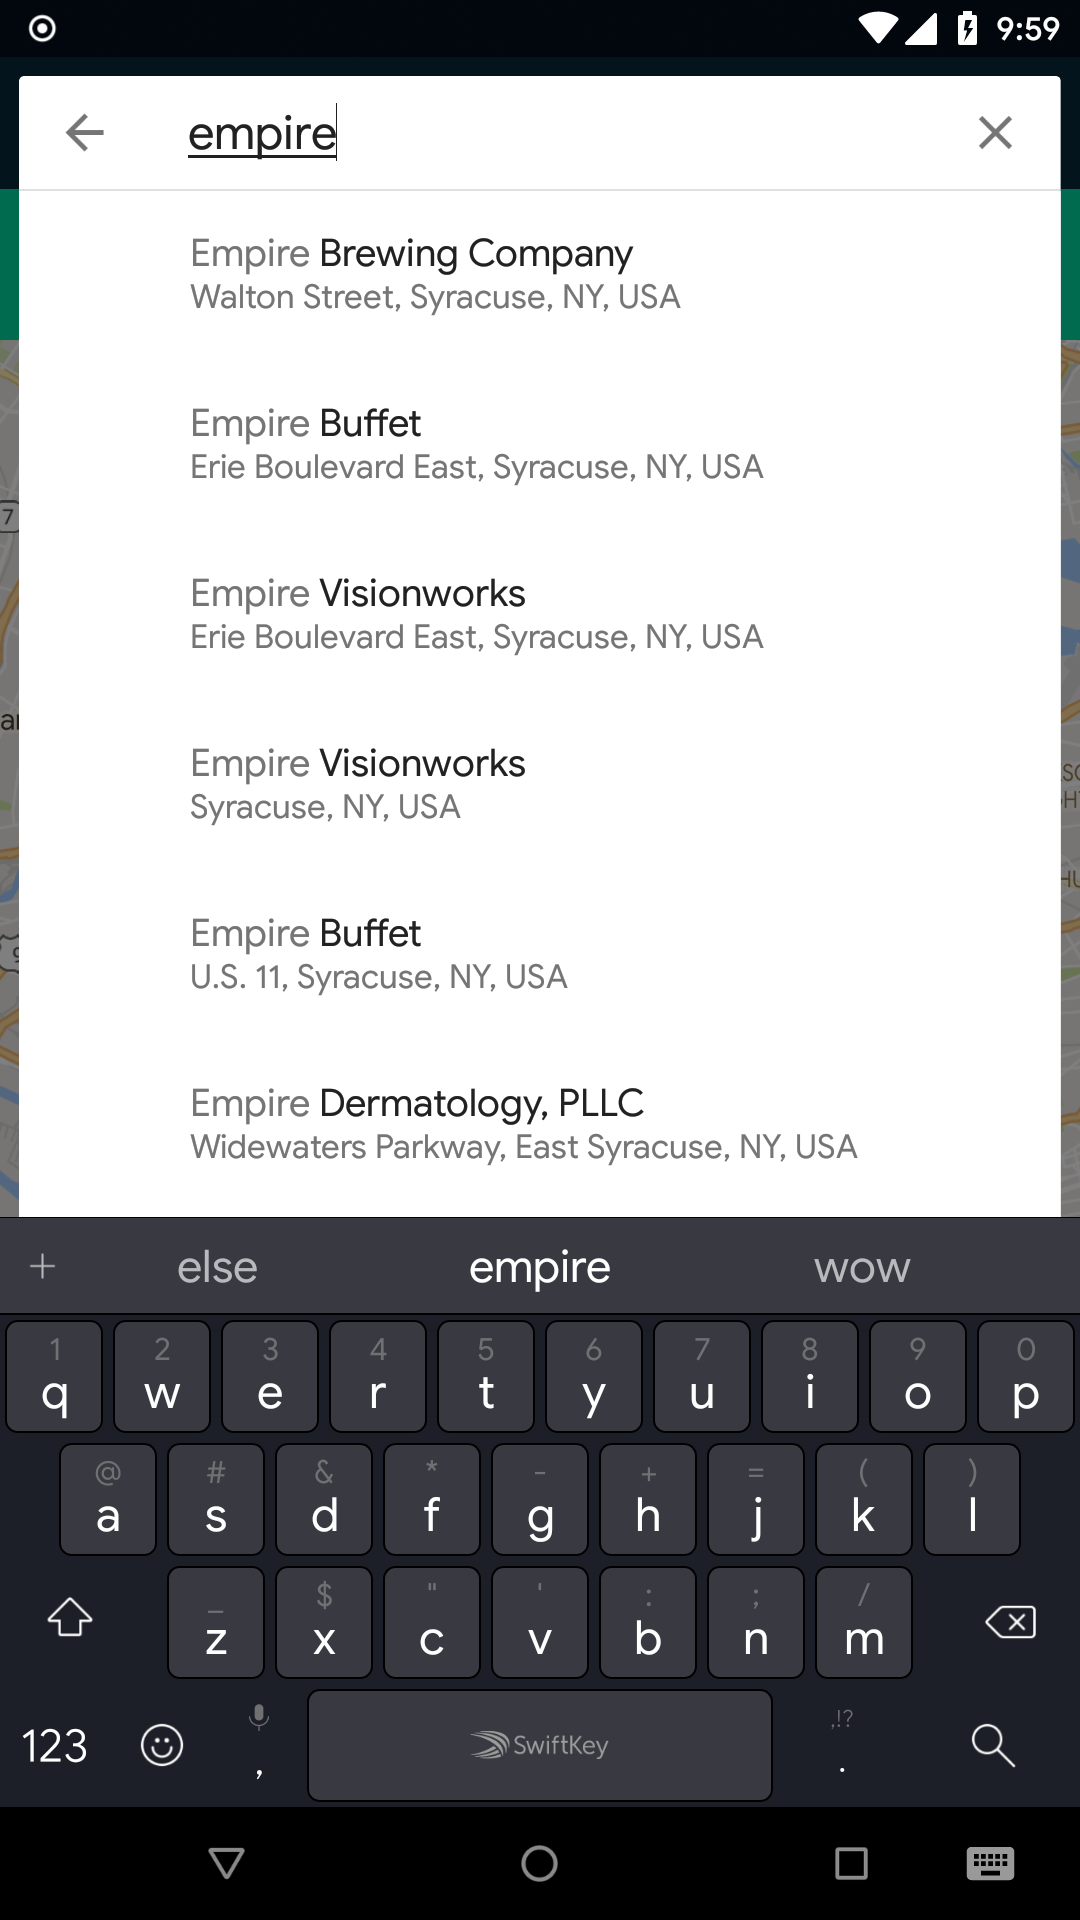 9:59
empire
Empire Brewing Company
Walton Street, Syracuse, NY, USA
Empire Buffet
Erie Boulevard East, Syracuse, NY, USA
Empire Visionworks
Erie Boulevard East, Syracuse, NY, USA
Empire Visionworks
Syracuse, NY, USA
Empire Buffet
U.S. 11, Syracuse, NY, USA
Empire Dermatology, PLLC
Widewaters Parkway, East Syracuse, NY, USA
7
else empire wow
1 2 3 4 5 6 7 8 9 0
q w e r t y u i o p
@ # & * - + = ( )
a s d f g h j k l
_ $ " ' : ; /
z x c v b n m
123 , SwiftKey ,!? .